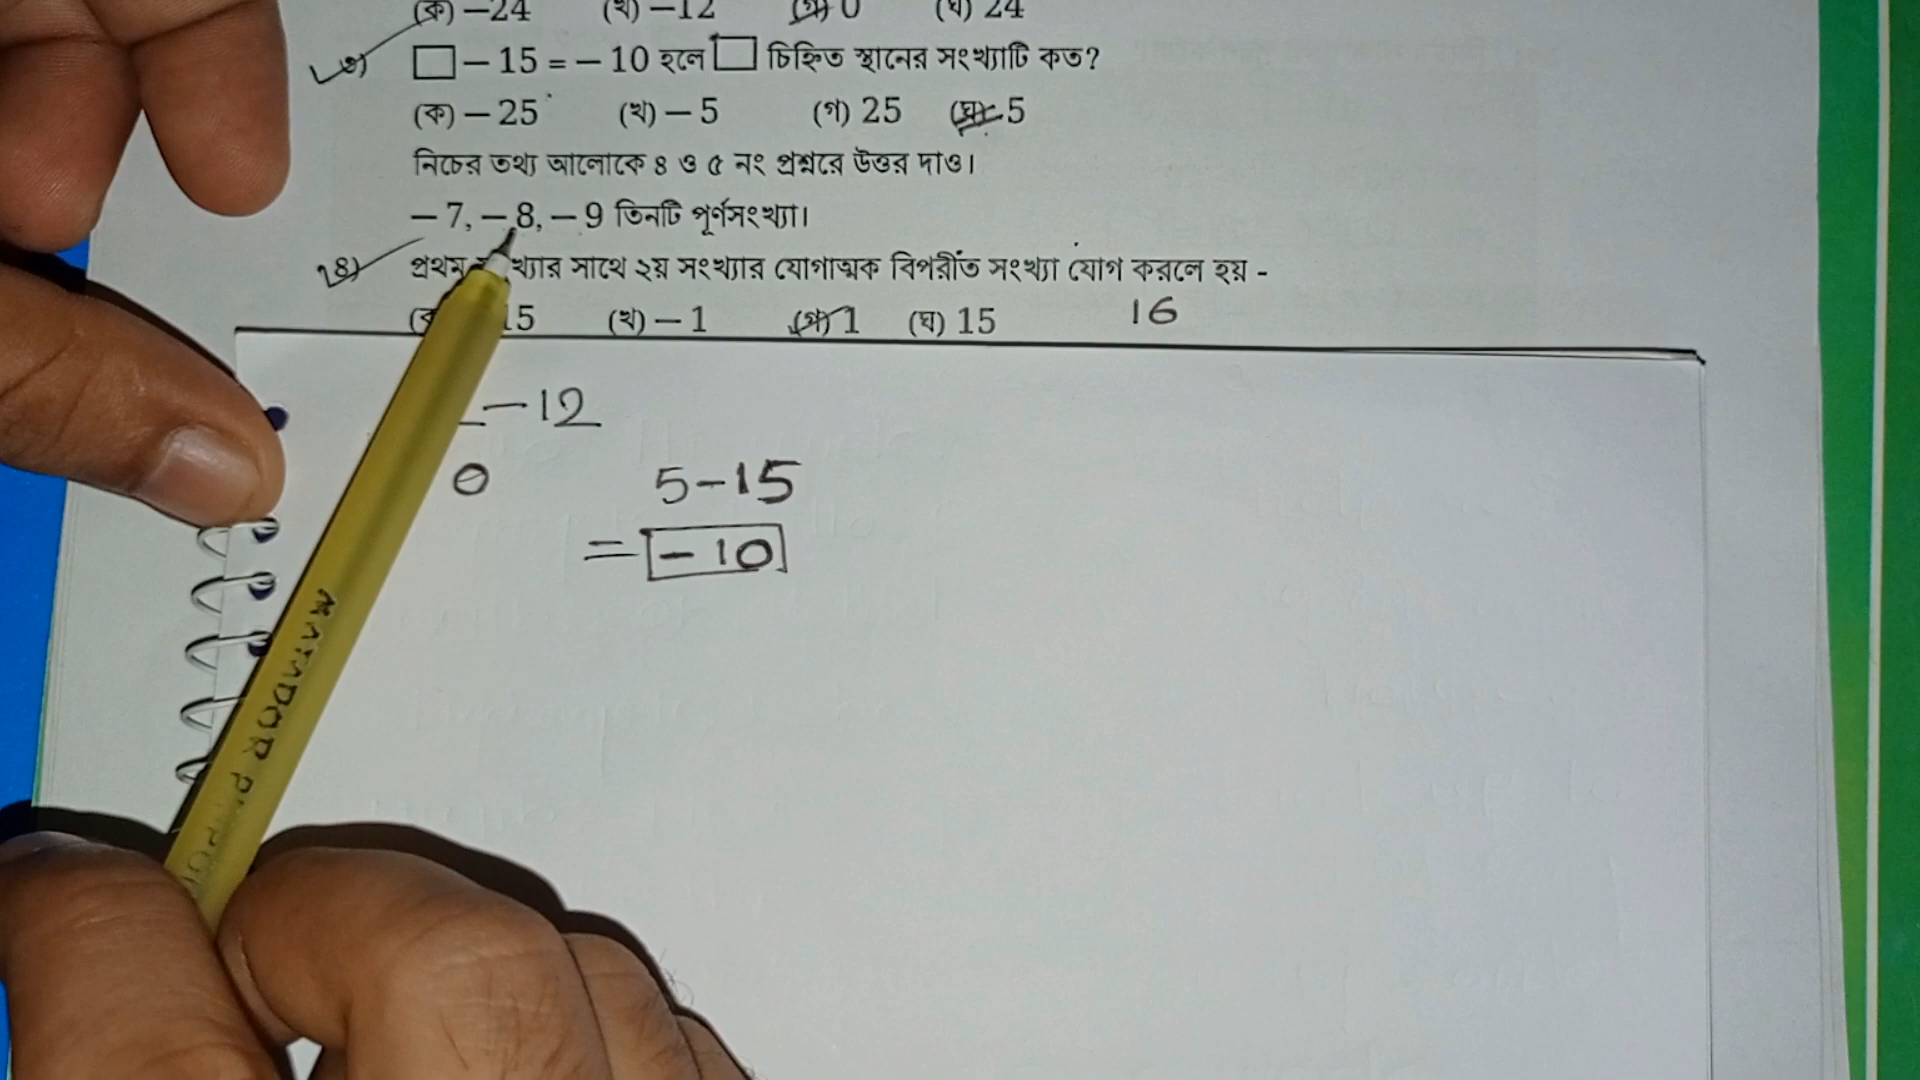 (ক) –24 (খ) –12 (গ) 0 (ঘ) 24
৩) □ – 15 = – 10 হলে □ চিহ্নিত স্থানের সংখ্যাটি কত?
(ক) – 25 (খ) – 5 (গ) 25 (ঘ) 5
নিচের তথ্য আলোকে ৪ ও ৫ নং প্রশ্নরে উত্তর দাও।
– 7, – 8, – 9 তিনটি পূর্ণসংখ্যা।
৪) প্রথম খ্যার সাথে ২য় সংখ্যার যোগাত্মক বিপরীত সংখ্যা যোগ করলে হয় -
(ক 15 (খ) – 1 (গ) 1 (ঘ) 15 16
–12
0 5-15
= -10
MATADOR